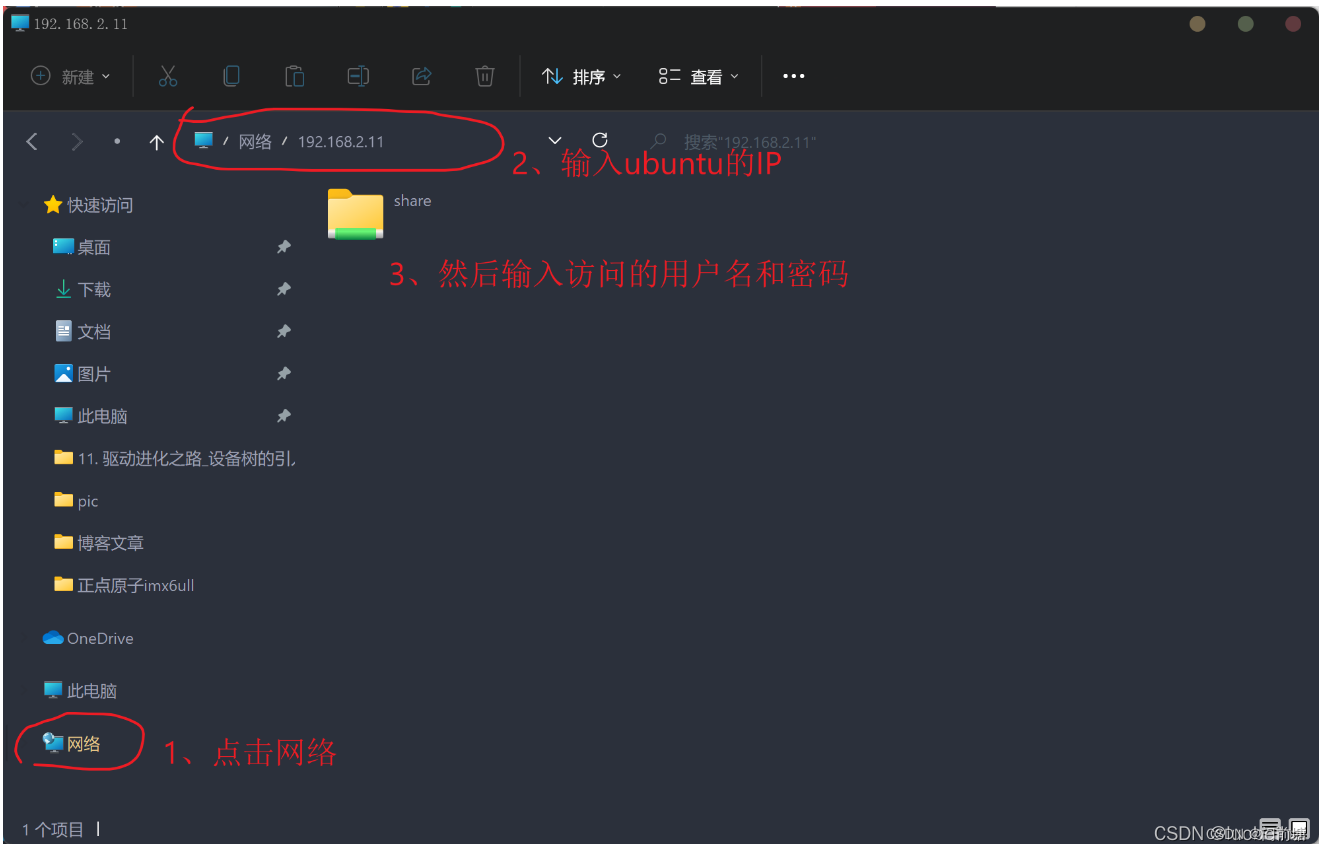 192.168.2.11
新建
排序
查看
/ 网络 / 192.168.2.11
搜索"192.168.2.11"
2、输入ubuntu的IP
快速访问
share
桌面
3、然后输入访问的用户名和密码
下载
文档
图片
此电脑
11. 驱动进化之路_设备树的引.
pic
博客文章
正点原子imx6ull
OneDrive
此电脑
网络
1、点击网络
1 个项目
CSDN